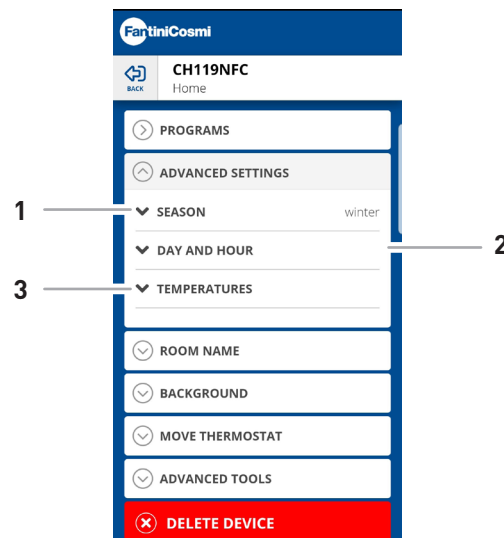 FantiniCosmi
BACK
CH119NFC
Home
PROGRAMS
ADVANCED SETTINGS
1
SEASON winter
DAY AND HOUR
2
3
TEMPERATURES
ROOM NAME
BACKGROUND
MOVE THERMOSTAT
ADVANCED TOOLS
DELETE DEVICE